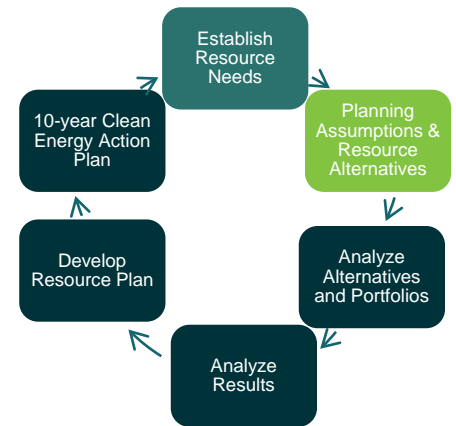 Establish
Resource
Needs
Planning
Assumptions &
Resource
Alternatives
Analyze
Alternatives
and Portfolios
Analyze
Results
Develop
Resource Plan
10-year Clean
Energy Action
Plan